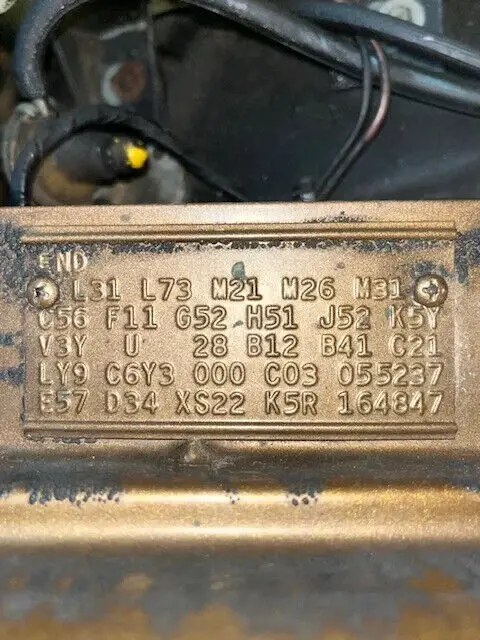 END
L31 L73 M21 M26 M31
C56 F11 G52 H51 J52 K5Y
V3Y U 28 B12 B41 C21
LY9 C6Y3 000 C03 055237
E57 D34 XS22 K5R 164847